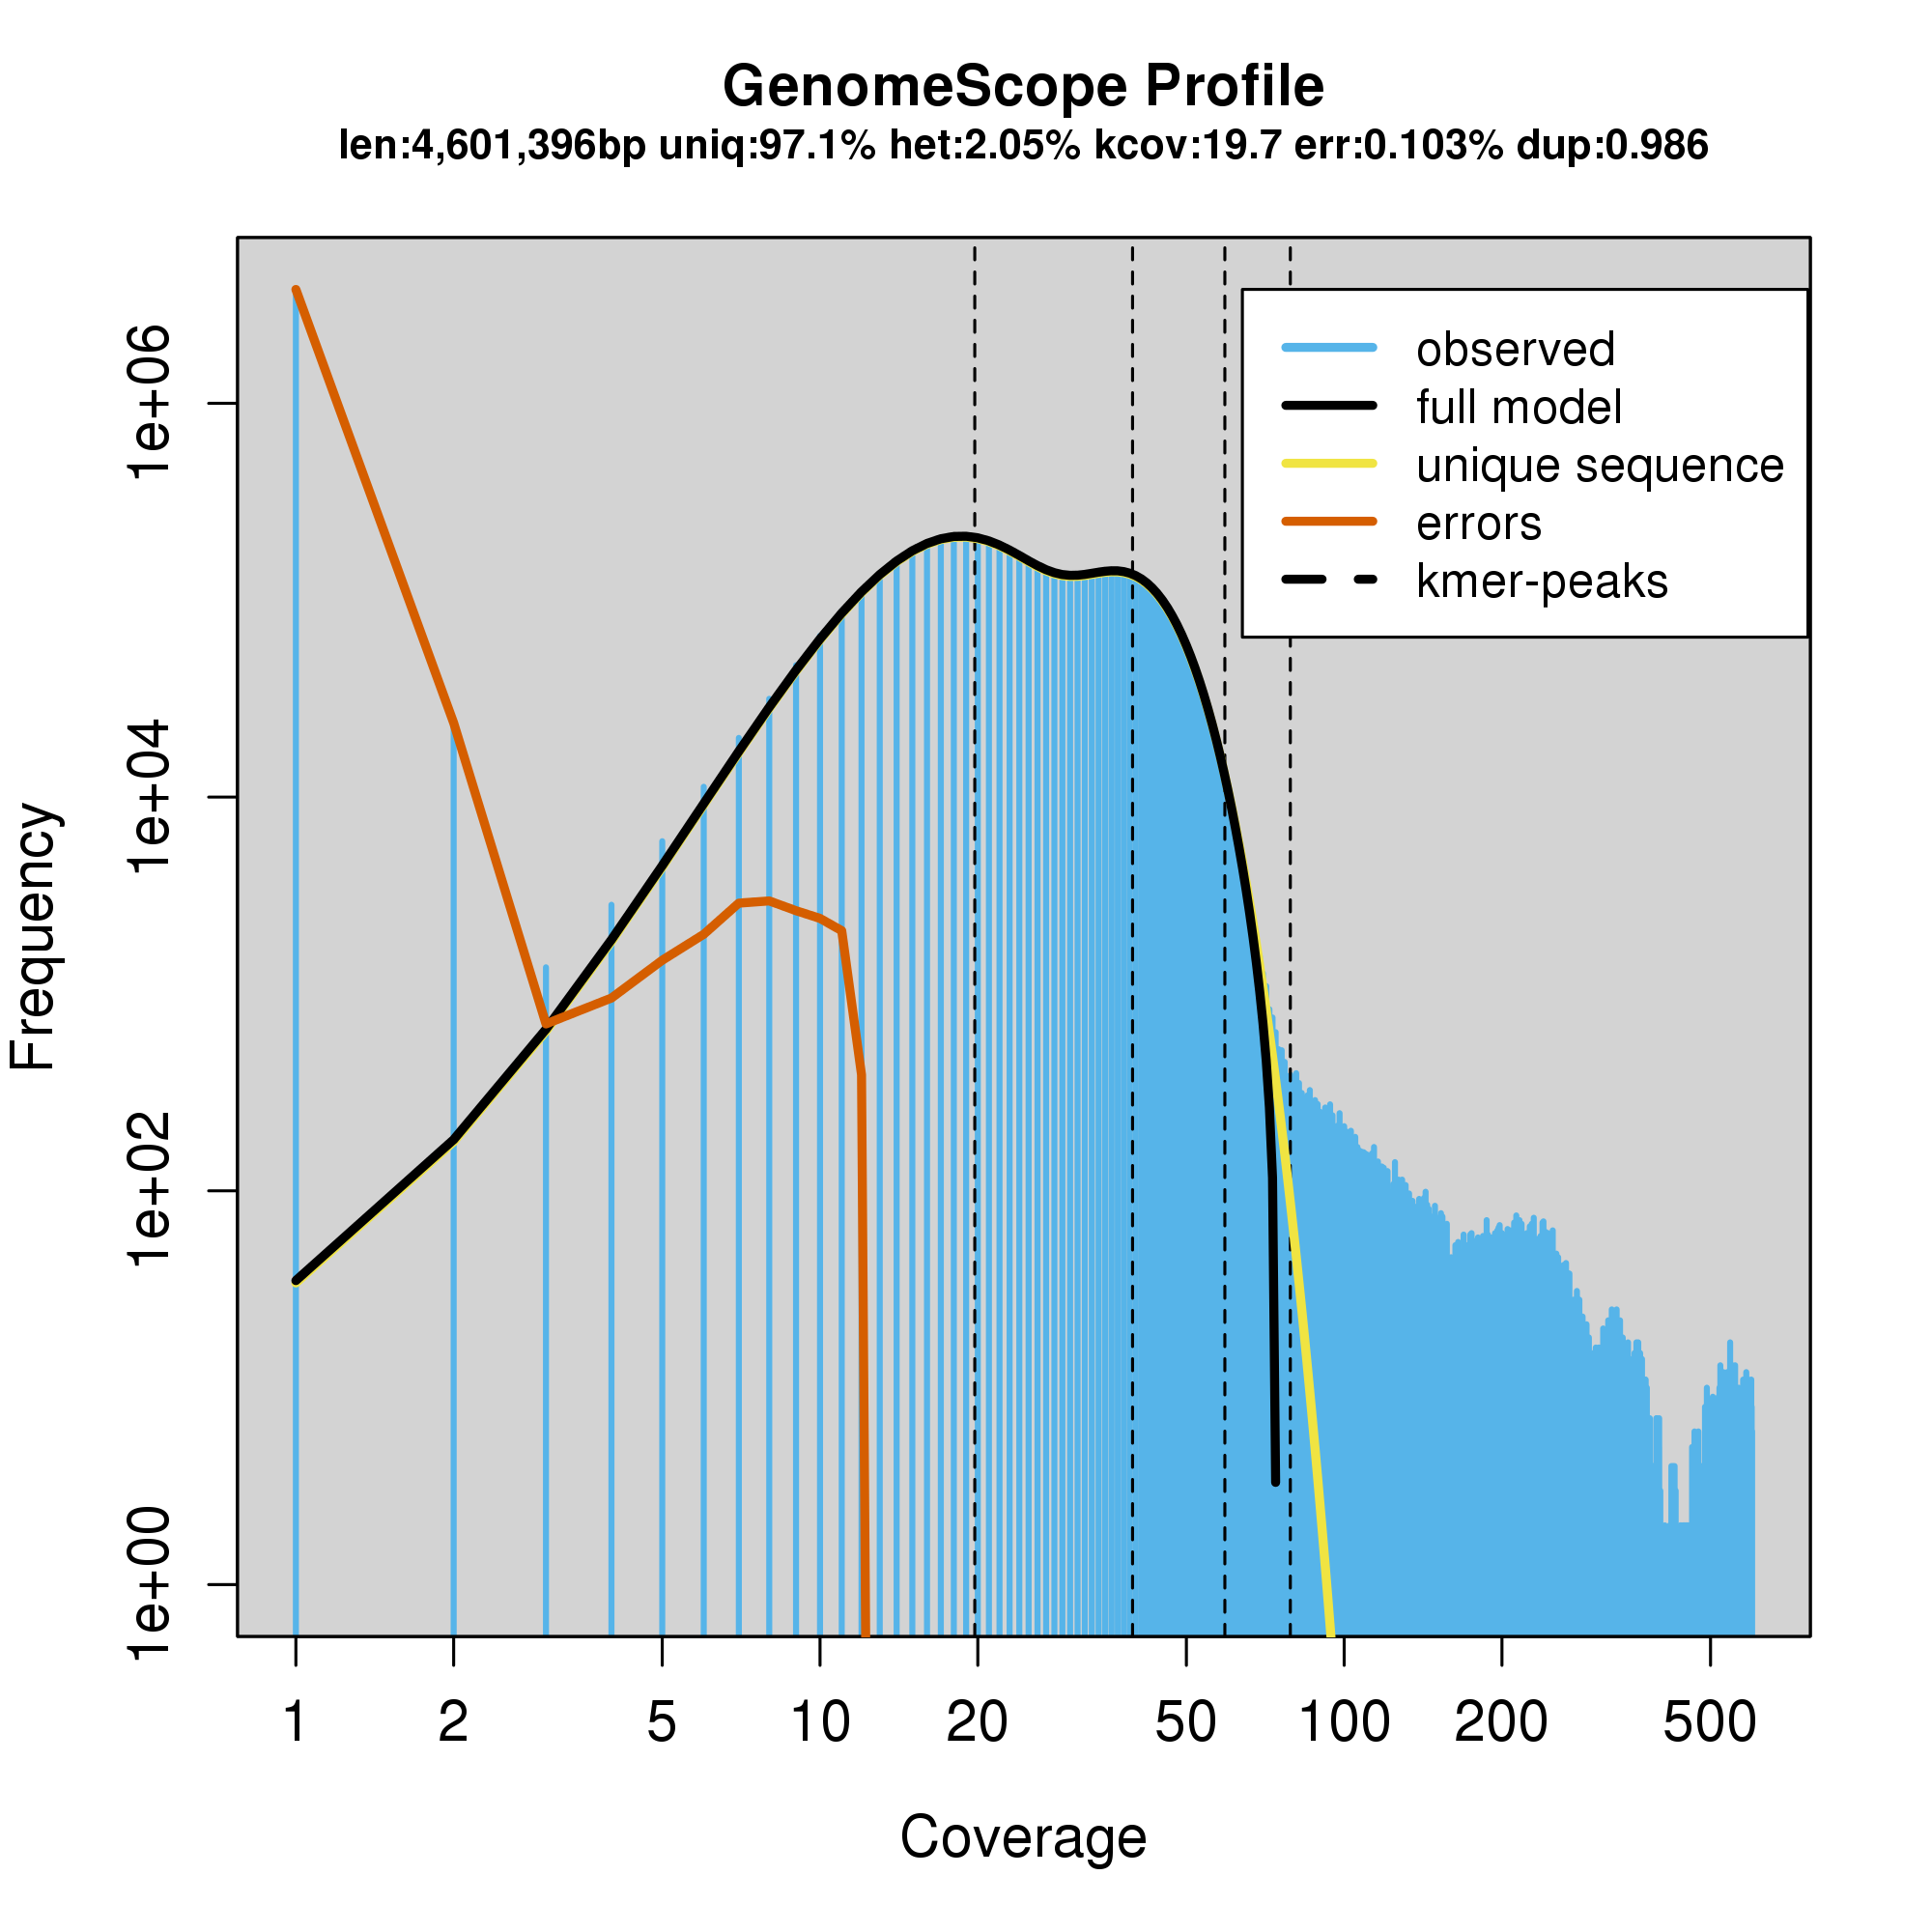 GenomeScope Profile
len:4,601,396bp uniq:97.1% het:2.05% kcov:19.7 err:0.103% dup:0.986
observed
full model
unique sequence
errors
kmer-peaks
Frequency
1e+06
1e+04
1e+02
1e+00
1 2 5 10 20 50 100 200 500
Coverage